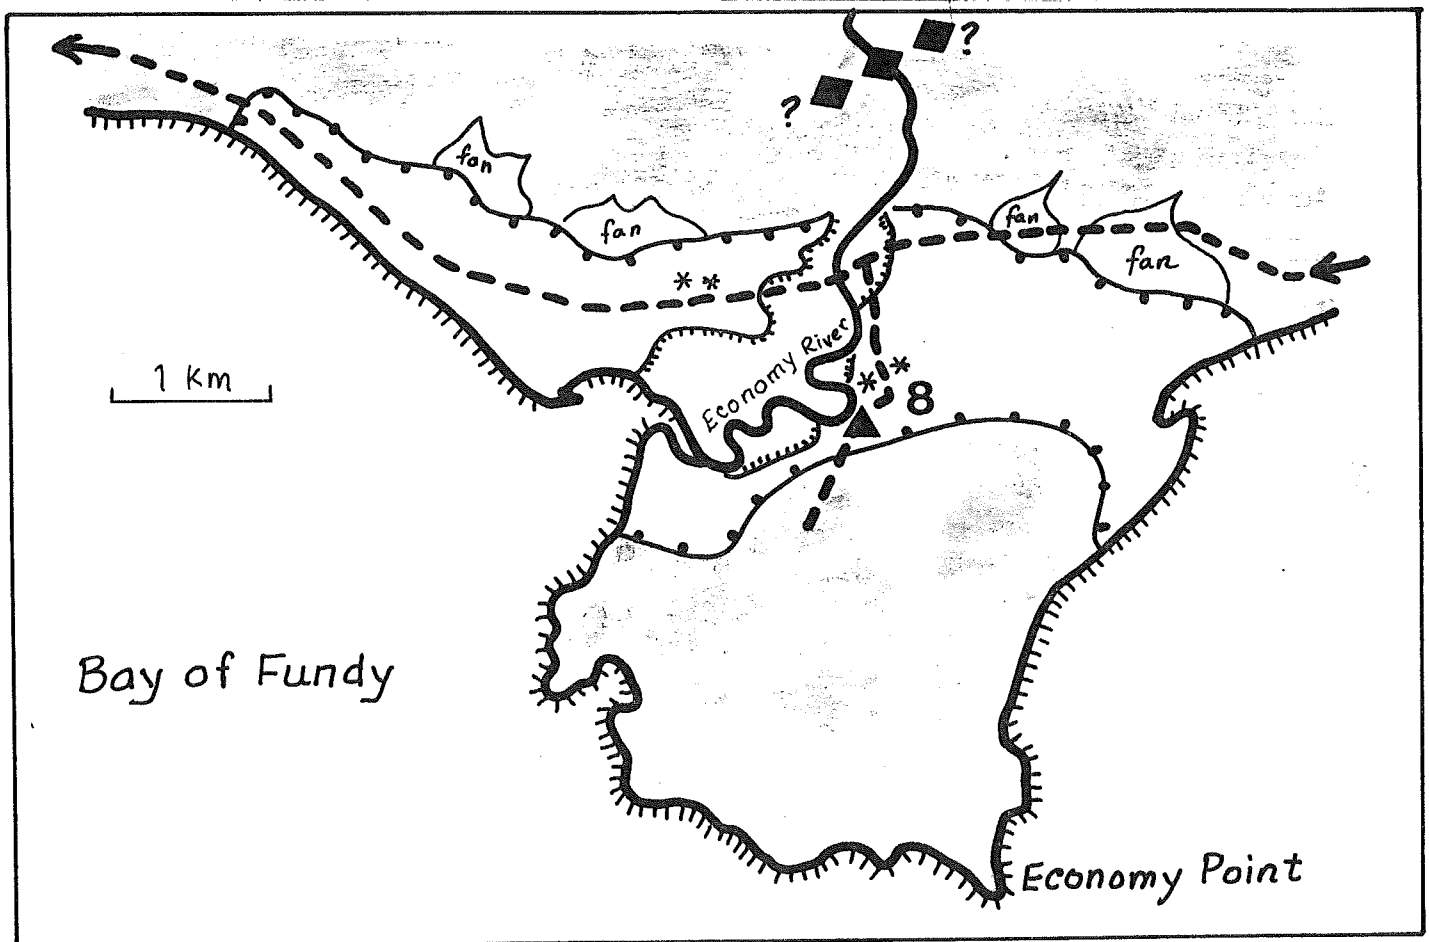 ?
?
fan
fan
fan
fan
* *
1 Km
Economy River
* *
8
Bay of Fundy
Economy Point